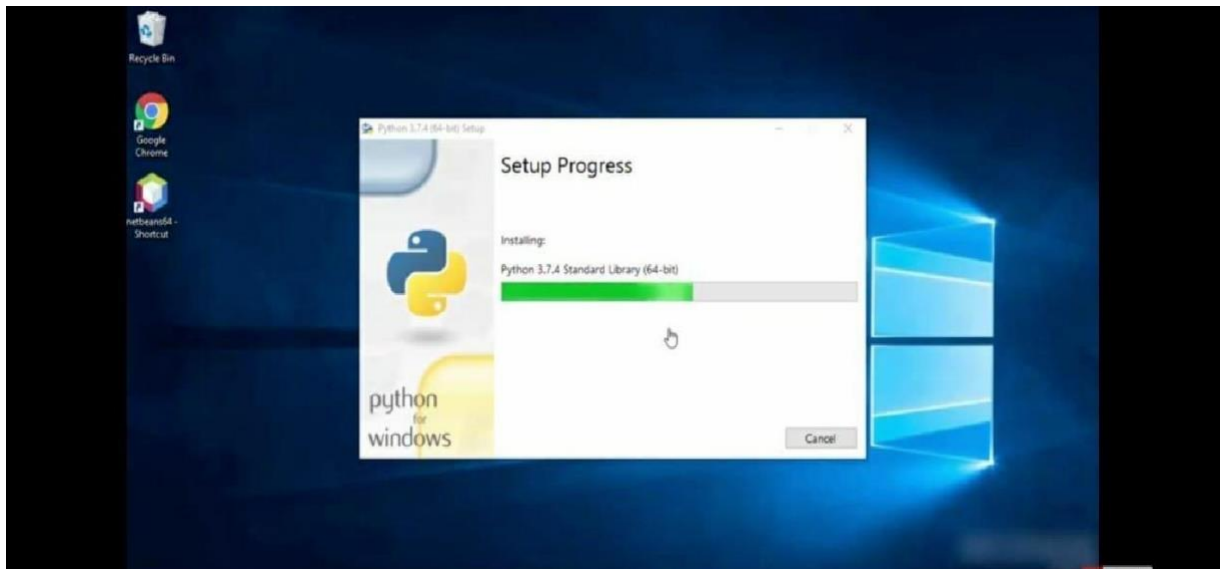 Recycle Bin
Google
Chrome
netbeans64 -
Shortcut
Python 3.7.4 (64-bit) Setup
Setup Progress
Installing:
Python 3.7.4 Standard Library (64-bit)
python
for
windows
Cancel